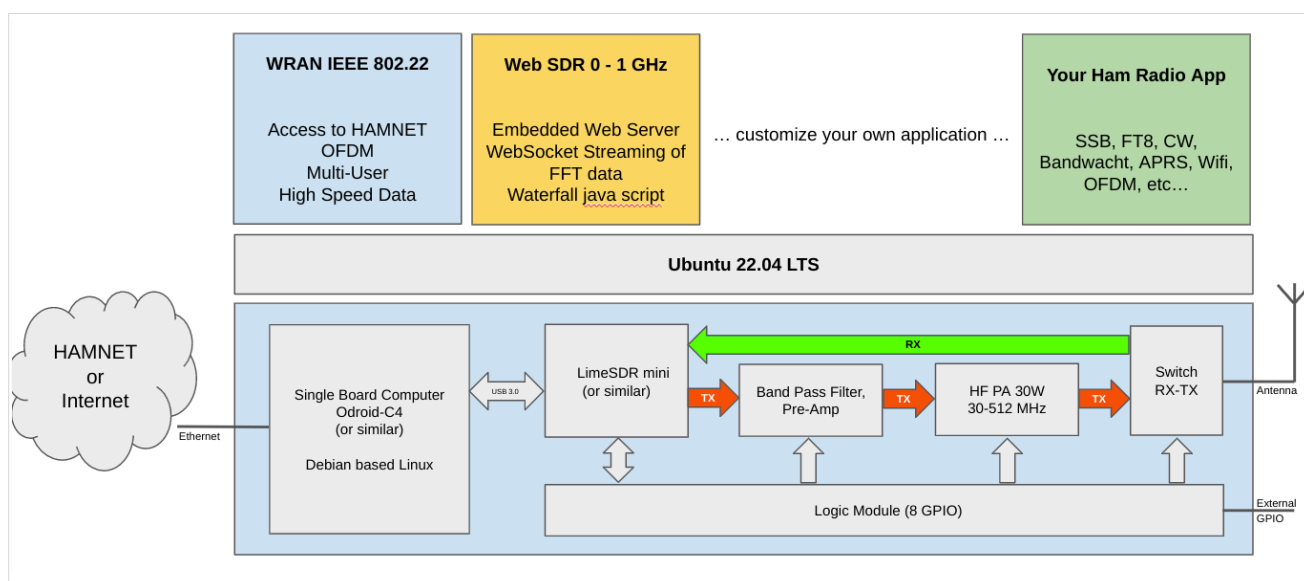 WRAN IEEE 802.22
Access to HAMNET
OFDM
Multi-User
High Speed Data
Web SDR 0 - 1 GHz
Embedded Web Server
WebSocket Streaming of
FFT data
Waterfall java script
… customize your own application …
Your Ham Radio App
SSB, FT8, CW,
Bandwacht, APRS, Wifi,
OFDM, etc…
Ubuntu 22.04 LTS
HAMNET
or
Internet
Ethernet
Single Board Computer
Odroid-C4
(or similar)
Debian based Linux
USB 3.0
LimeSDR mini
(or similar)
RX
TX
Band Pass Filter,
Pre-Amp
TX
HF PA 30W
30-512 MHz
TX
Switch
RX-TX
Antenna
Logic Module (8 GPIO)
External
GPIO